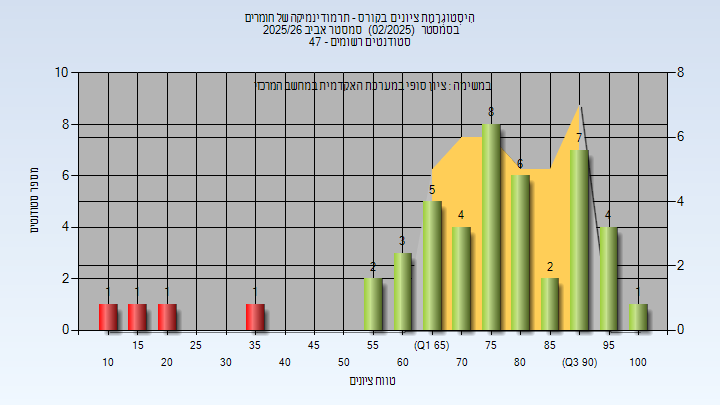 היסטוגרמת ציונים בקורס - תרמודינמיקה של חומרים
בסמסטר (02/2025) סמסטר אביב 2025/26
סטודנטים רשומים - 47
במשימה : ציון סופי במערכת האקדמית במחשב המרכזי
מספר סטודנטים
10 8 6 4 2 0
8 6 4 2 0
1 1 1 1 2 3 5 4 8 6 2 7 4 1
15 25 35 45 55 (Q1 65) 75 85 95
10 20 30 40 50 60 70 80 (Q3 90) 100
טווח ציונים